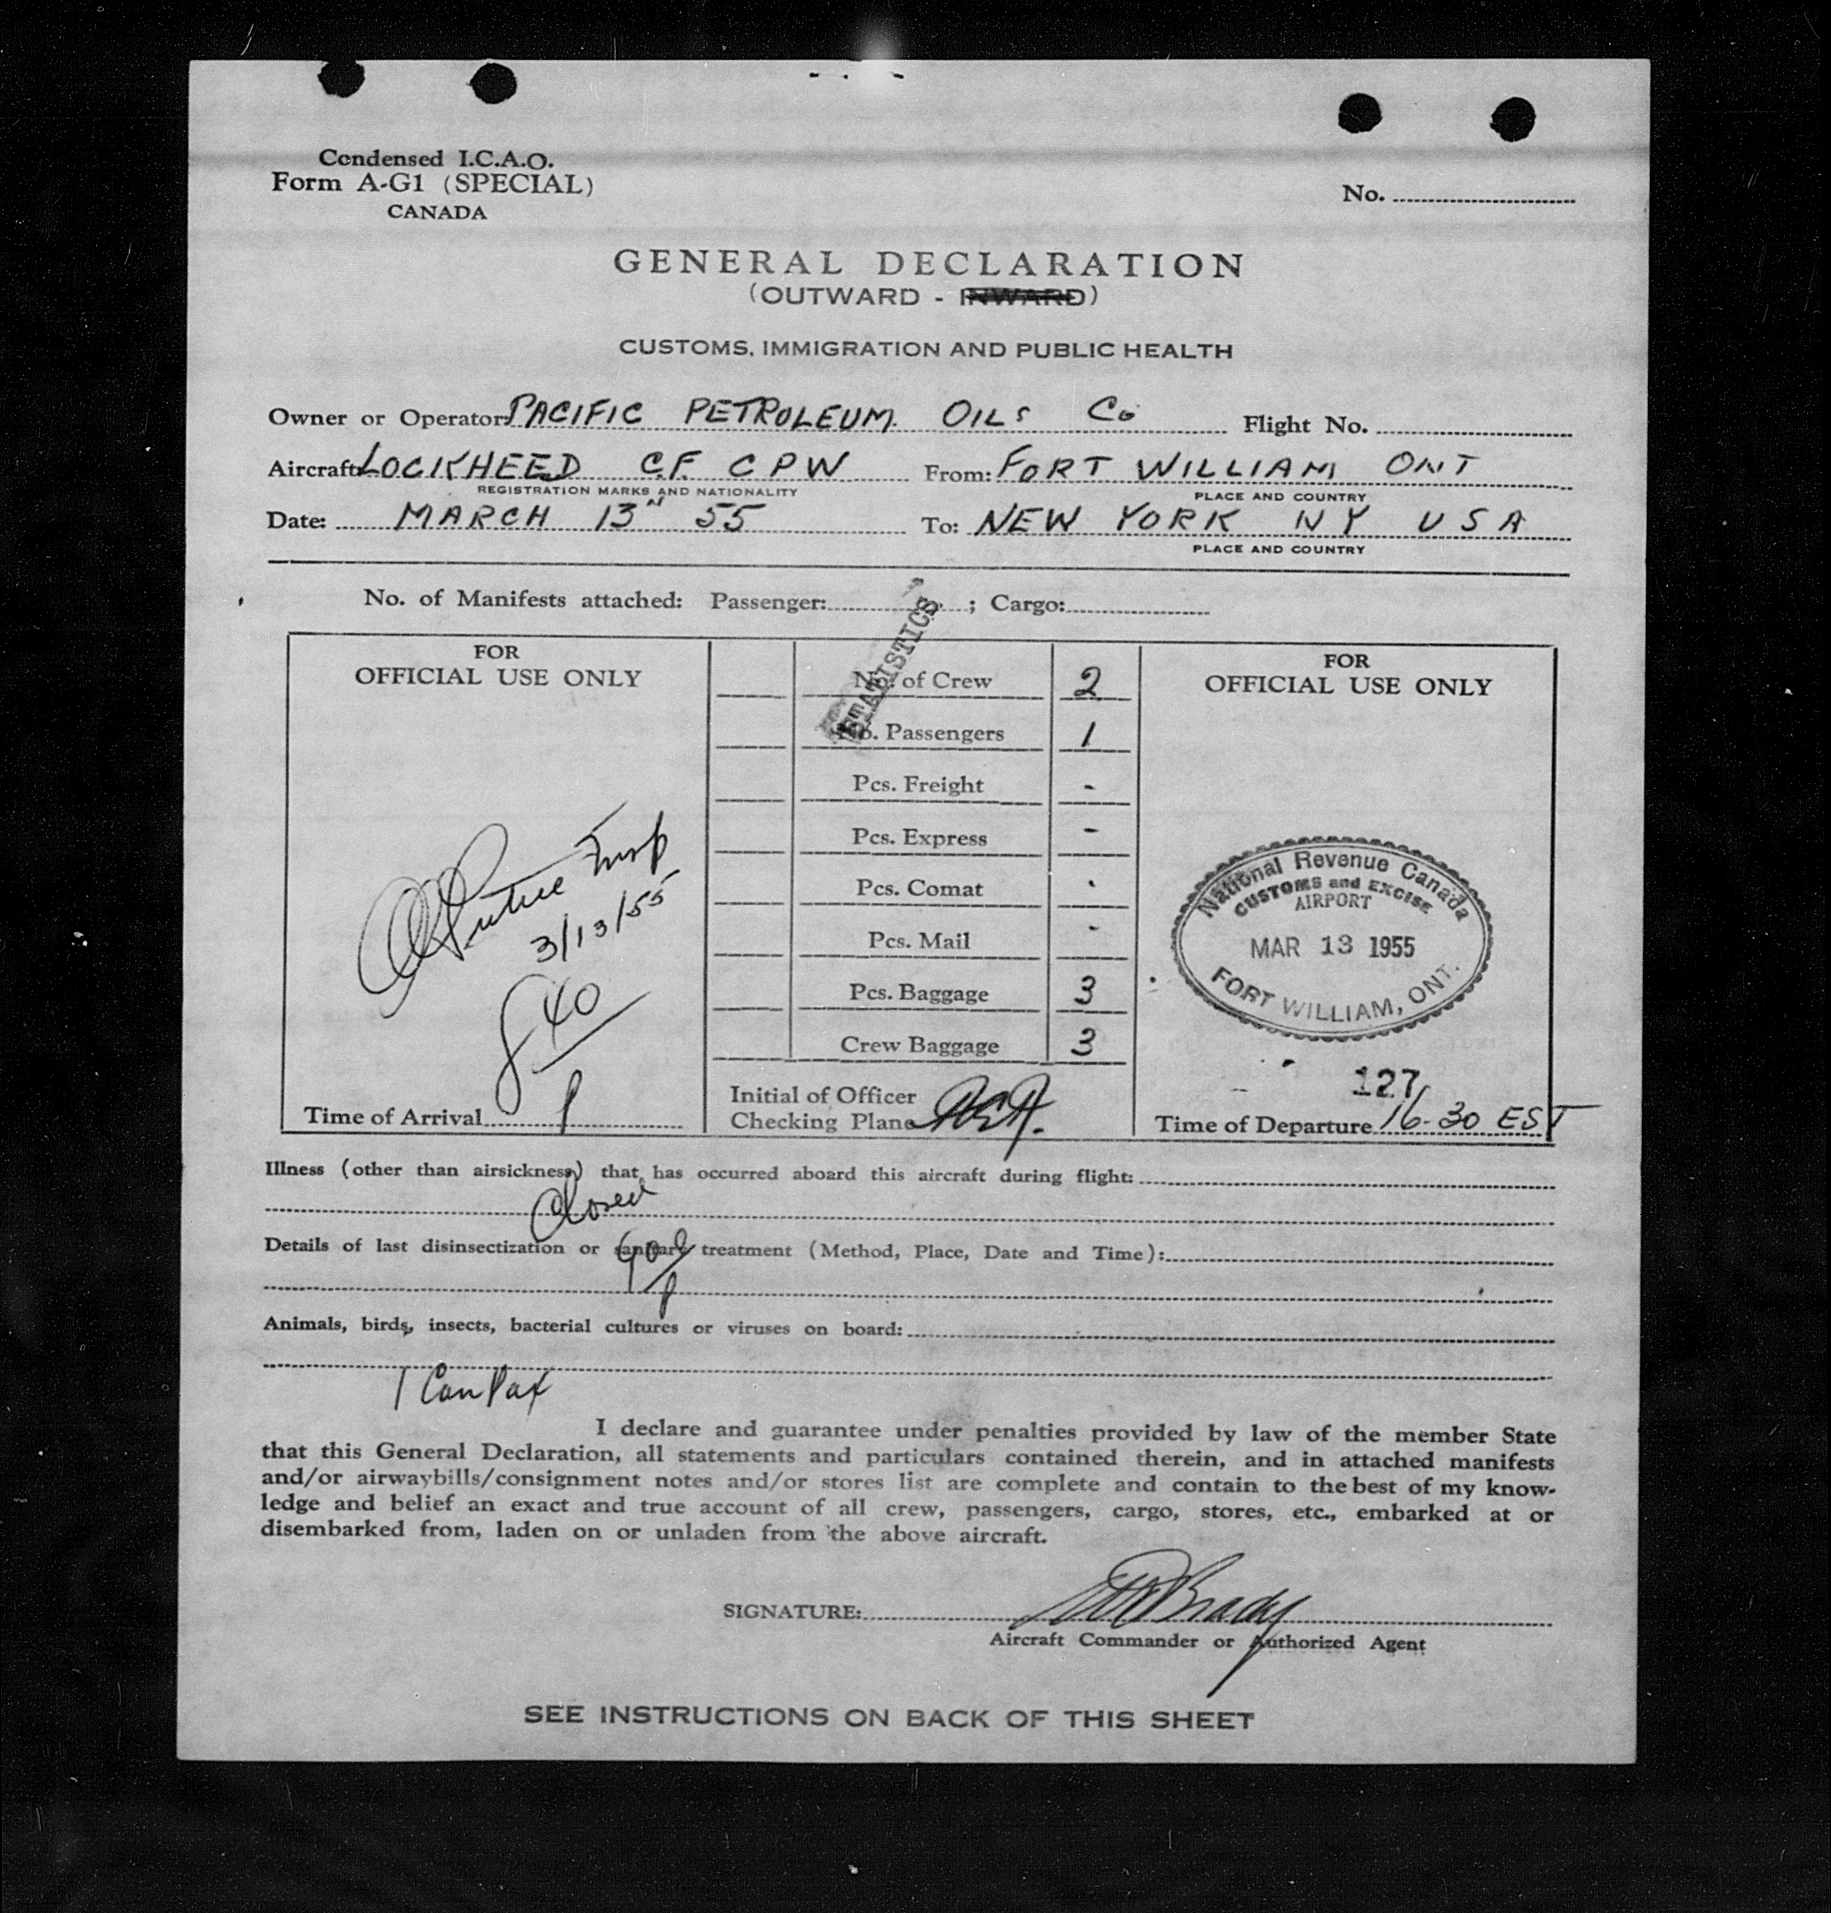 Condensed I.C.A.O.
Form A-G1 (SPECIAL)
CANADA
No.
GENERAL DECLARATION
(OUTWARD - INWARD)
CUSTOMS, IMMIGRATION AND PUBLIC HEALTH
Owner or Operator: PACIFIC PETROLEUM OILS Co Flight No.
Aircraft: LOCKHEED C.F. CPW From: FORT WILLIAM ONT
REGISTRATION MARKS AND NATIONALITY PLACE AND COUNTRY
Date: MARCH 13 55 To: NEW YORK NY USA
PLACE AND COUNTRY
No. of Manifests attached: Passenger: ; Cargo:
STATISTICS
FOR
OFFICIAL USE ONLY
Insp
3/13/55
8 40
P
Time of Arrival
No. of Crew 2
No. Passengers 1
Pcs. Freight -
Pcs. Express -
Pcs. Comat -
Pcs. Mail -
Pcs. Baggage 3
Crew Baggage 3
Initial of Officer
Checking Plane
FOR
OFFICIAL USE ONLY
National Revenue Canada
CUSTOMS and EXCISE
AIRPORT
MAR 13 1955
FORT WILLIAM, ONT.
127
Time of Departure 16-30 EST
Illness (other than airsickness) that has occurred aboard this aircraft during flight:
Closed
Details of last disinsectization or sanitary treatment (Method, Place, Date and Time):
P
Animals, birds, insects, bacterial cultures or viruses on board:
1 Can Pax
I declare and guarantee under penalties provided by law of the member State
that this General Declaration, all statements and particulars contained therein, and in attached manifests
and/or airwaybills/consignment notes and/or stores list are complete and contain to the best of my know-
ledge and belief an exact and true account of all crew, passengers, cargo, stores, etc., embarked at or
disembarked from, laden on or unladen from the above aircraft.
SIGNATURE: Brady
Aircraft Commander or Authorized Agent
SEE INSTRUCTIONS ON BACK OF THIS SHEET